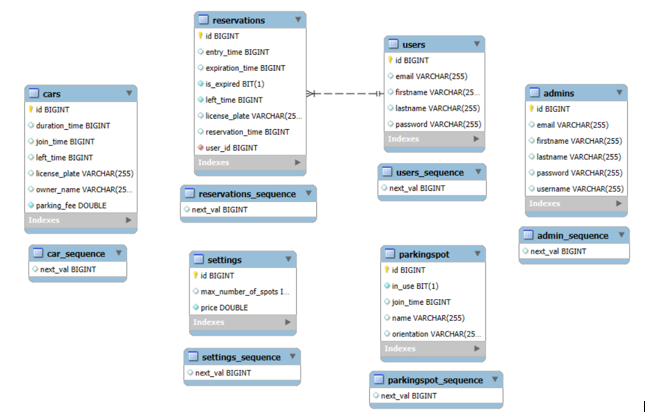 reservations
id BIGINT
entry_time BIGINT
expiration_time BIGINT
is_expired BIT(1)
left_time BIGINT
license_plate VARCHAR(25...
reservation_time BIGINT
user_id BIGINT
Indexes
users
id BIGINT
email VARCHAR(255)
firstname VARCHAR(25...
lastname VARCHAR(255)
password VARCHAR(255)
Indexes
cars
id BIGINT
duration_time BIGINT
join_time BIGINT
left_time BIGINT
license_plate VARCHAR(255)
owner_name VARCHAR(25...
parking_fee DOUBLE
Indexes
admins
id BIGINT
email VARCHAR(255)
firstname VARCHAR(255)
lastname VARCHAR(255)
password VARCHAR(255)
username VARCHAR(255)
Indexes
reservations_sequence
next_val BIGINT
users_sequence
next_val BIGINT
car_sequence
next_val BIGINT
admin_sequence
next_val BIGINT
settings
id BIGINT
max_number_of_spots I...
price DOUBLE
Indexes
parkingspot
id BIGINT
in_use BIT(1)
join_time BIGINT
name VARCHAR(255)
orientation VARCHAR(25...
Indexes
settings_sequence
next_val BIGINT
parkingspot_sequence
next_val BIGINT